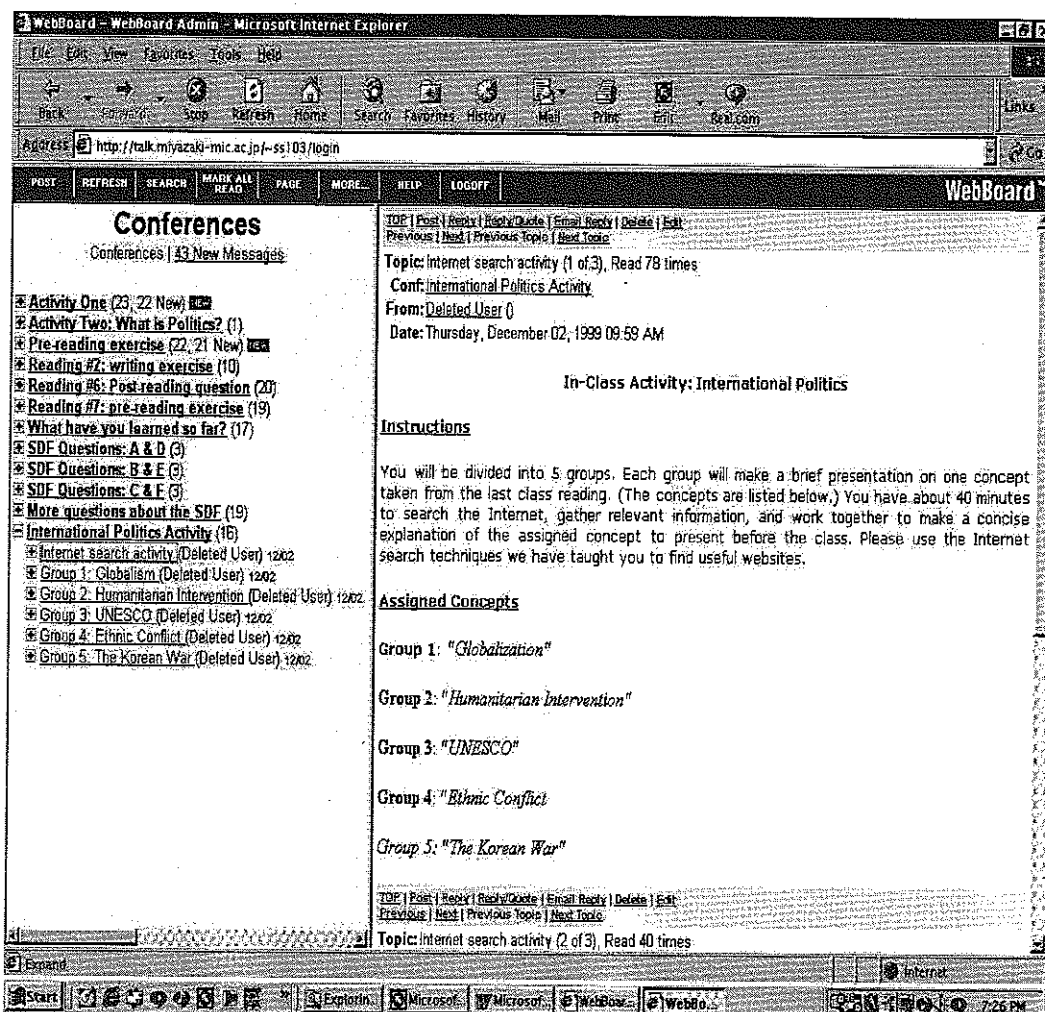 WebBoard - WebBoard Admin - Microsoft Internet Explorer
File Edit View Favorites Tools Help
Back Forward Stop Refresh Home Search Favorites History Mail Print Edit Real.com
Links
Address http://talk.miyazaki-mic.ac.jp/~ss103/login Go
POST REFRESH SEARCH MARK ALL READ PAGE MORE... HELP LOGOFF WebBoard
Conferences
Conferences | 43 New Messages
Activity One (23, 22 New) NEW
Activity Two: What is Politics? (1)
Pre-reading exercise (22, 21 New) NEW
Reading #2: writing exercise (10)
Reading #6: Post reading question (20)
Reading #7: pre-reading exercise (19)
What have you learned so far? (17)
SDF Questions: A & D (3)
SDF Questions: B & E (3)
SDF Questions: C & F (3)
More questions about the SDF (19)
International Politics Activity (16)
Internet search activity (Deleted User) 12/02
Group 1: Globalism (Deleted User) 12/02
Group 2: Humanitarian Intervention (Deleted User) 12/02
Group 3: UNESCO (Deleted User) 12/02
Group 4: Ethnic Conflict (Deleted User) 12/02
Group 5: The Korean War (Deleted User) 12/02
TOP | Post | Reply | Reply/Quote | Email Reply | Delete | Edit
Previous | Next | Previous Topic | Next Topic
Topic: Internet search activity (1 of 3), Read 78 times
Conf: International Politics Activity
From: Deleted User ()
Date: Thursday, December 02, 1999 09:59 AM
In-Class Activity: International Politics
Instructions
You will be divided into 5 groups. Each group will make a brief presentation on one concept
taken from the last class reading. (The concepts are listed below.) You have about 40 minutes
to search the Internet, gather relevant information, and work together to make a concise
explanation of the assigned concept to present before the class. Please use the Internet
search techniques we have taught you to find useful websites.
Assigned Concepts
Group 1: "Globalization"
Group 2: "Humanitarian Intervention"
Group 3: "UNESCO"
Group 4: "Ethnic Conflict
Group 5: "The Korean War"
TOP | Post | Reply | Reply/Quote | Email Reply | Delete | Edit
Previous | Next | Previous Topic | Next Topic
Topic: Internet search activity (2 of 3), Read 40 times
Expand Internet
Start Explorin... Microsof... Microsof... WebBoar... WebBo... 7:26 PM